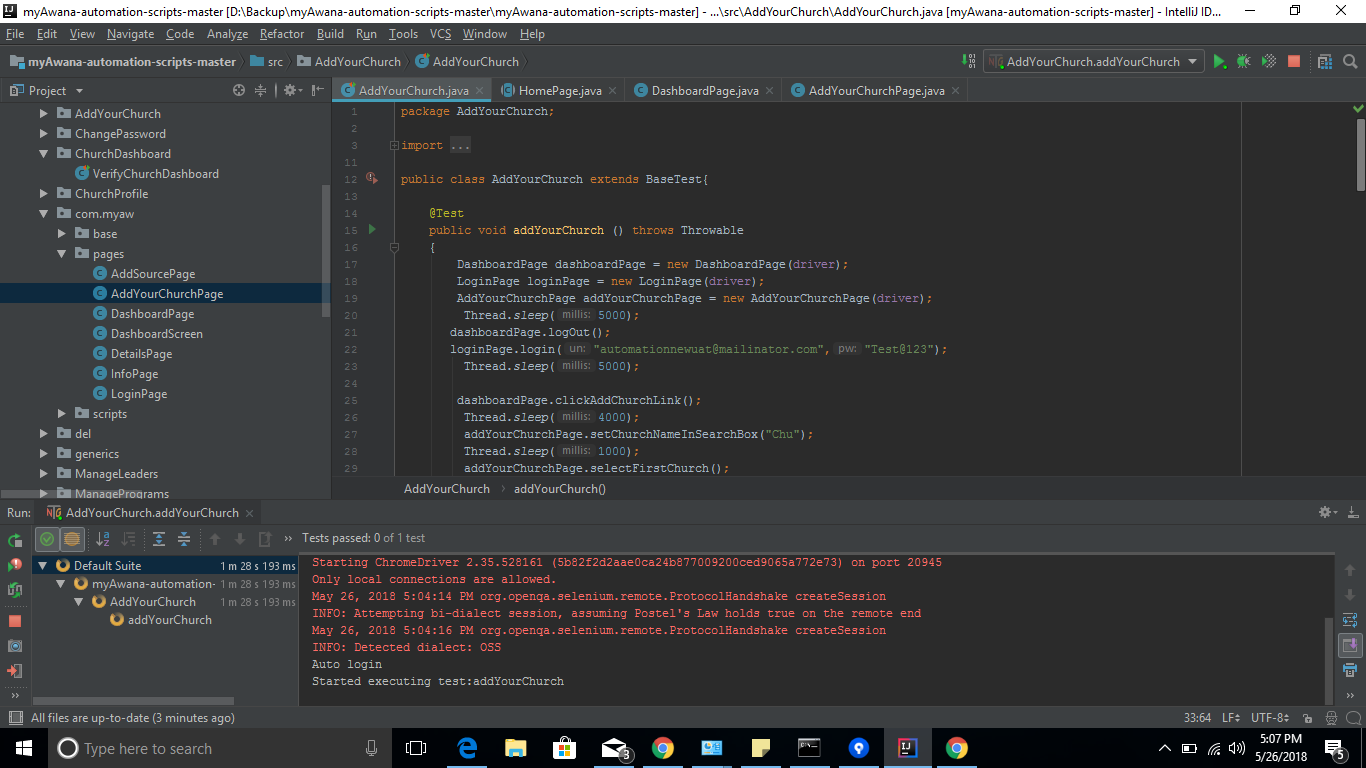 myAwana-automation-scripts-master [D:\Backup\myAwana-automation-scripts-master\myAwana-automation-scripts-master] - ...\src\AddYourChurch\AddYourChurch.java [myAwana-automation-scripts-master] - IntelliJ ID...
File Edit View Navigate Code Analyze Refactor Build Run Tools VCS Window Help
myAwana-automation-scripts-master src AddYourChurch AddYourChurch AddYourChurch.addYourChurch
Project
AddYourChurch.java HomePage.java DashboardPage.java AddYourChurchPage.java
AddYourChurch
ChangePassword
ChurchDashboard
VerifyChurchDashboard
ChurchProfile
com.myaw
base
pages
AddSourcePage
AddYourChurchPage
DashboardPage
DashboardScreen
DetailsPage
InfoPage
LoginPage
scripts
del
generics
ManageLeaders
ManagePrograms
1 package AddYourChurch;
2
3 import ...
11
12 public class AddYourChurch extends BaseTest{
13
14 @Test
15 public void addYourChurch () throws Throwable
16 {
17 DashboardPage dashboardPage = new DashboardPage(driver);
18 LoginPage loginPage = new LoginPage(driver);
19 AddYourChurchPage addYourChurchPage = new AddYourChurchPage(driver);
20 Thread.sleep( millis: 5000);
21 dashboardPage.logOut();
22 loginPage.login( un: "automationnewuat@mailinator.com", pw: "Test@123");
23 Thread.sleep( millis: 5000);
24
25 dashboardPage.clickAddChurchLink();
26 Thread.sleep( millis: 4000);
27 addYourChurchPage.setChurchNameInSearchBox("Chu");
28 Thread.sleep( millis: 1000);
29 addYourChurchPage.selectFirstChurch();
AddYourChurch addYourChurch()
Run: AddYourChurch.addYourChurch
Tests passed: 0 of 1 test
Default Suite 1 m 28 s 193 ms
myAwana-automation- 1 m 28 s 193 ms
AddYourChurch 1 m 28 s 193 ms
addYourChurch
Starting ChromeDriver 2.35.528161 (5b82f2d2aae0ca24b877009200ced9065a772e73) on port 20945
Only local connections are allowed.
May 26, 2018 5:04:14 PM org.openqa.selenium.remote.ProtocolHandshake createSession
INFO: Attempting bi-dialect session, assuming Postel's Law holds true on the remote end
May 26, 2018 5:04:16 PM org.openqa.selenium.remote.ProtocolHandshake createSession
INFO: Detected dialect: OSS
Auto login
Started executing test:addYourChurch
All files are up-to-date (3 minutes ago) 33:64 LF UTF-8
Type here to search 3 5:07 PM
5/26/2018 5